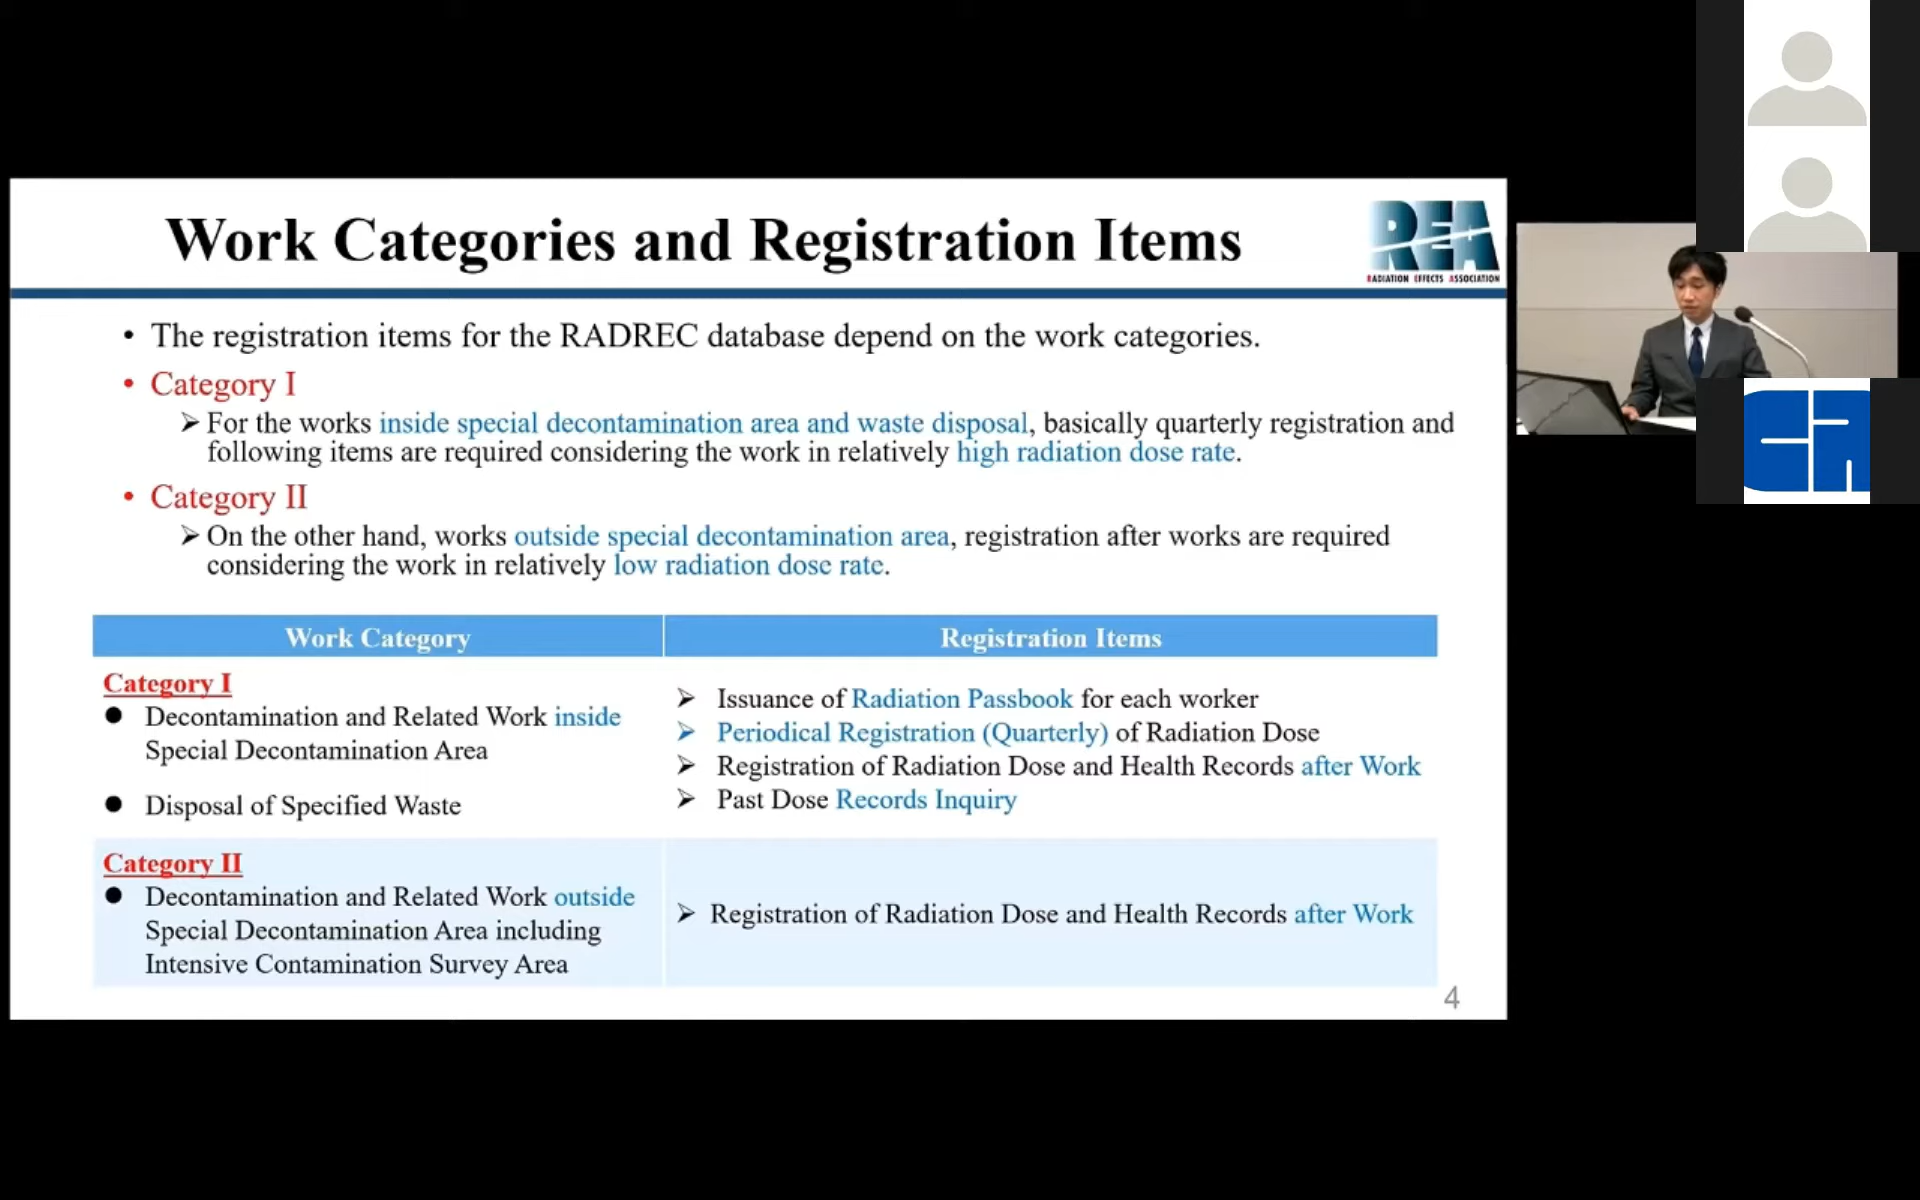 Work Categories and Registration Items
REA
RADIATION EFFECTS ASSOCIATION
• The registration items for the RADREC database depend on the work categories.
• Category I
➢ For the works inside special decontamination area and waste disposal, basically quarterly registration and
following items are required considering the work in relatively high radiation dose rate.
• Category II
➢ On the other hand, works outside special decontamination area, registration after works are required
considering the work in relatively low radiation dose rate.
Work Category
Registration Items
Category I
● Decontamination and Related Work inside
Special Decontamination Area
● Disposal of Specified Waste
➢ Issuance of Radiation Passbook for each worker
➢ Periodical Registration (Quarterly) of Radiation Dose
➢ Registration of Radiation Dose and Health Records after Work
➢ Past Dose Records Inquiry
Category II
● Decontamination and Related Work outside
Special Decontamination Area including
Intensive Contamination Survey Area
➢ Registration of Radiation Dose and Health Records after Work
4